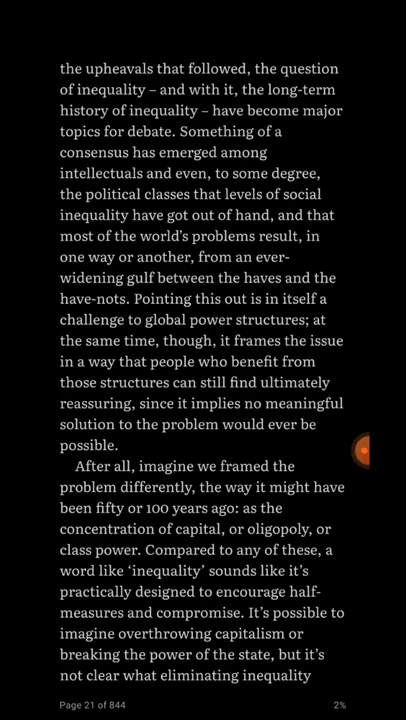 the upheavals that followed, the question
of inequality – and with it, the long-term
history of inequality – have become major
topics for debate. Something of a
consensus has emerged among
intellectuals and even, to some degree,
the political classes that levels of social
inequality have got out of hand, and that
most of the world’s problems result, in
one way or another, from an ever-
widening gulf between the haves and the
have-nots. Pointing this out is in itself a
challenge to global power structures; at
the same time, though, it frames the issue
in a way that people who benefit from
those structures can still find ultimately
reassuring, since it implies no meaningful
solution to the problem would ever be
possible.
After all, imagine we framed the
problem differently, the way it might have
been fifty or 100 years ago: as the
concentration of capital, or oligopoly, or
class power. Compared to any of these, a
word like ‘inequality’ sounds like it’s
practically designed to encourage half-
measures and compromise. It’s possible to
imagine overthrowing capitalism or
breaking the power of the state, but it’s
not clear what eliminating inequality
Page 21 of 844 2%